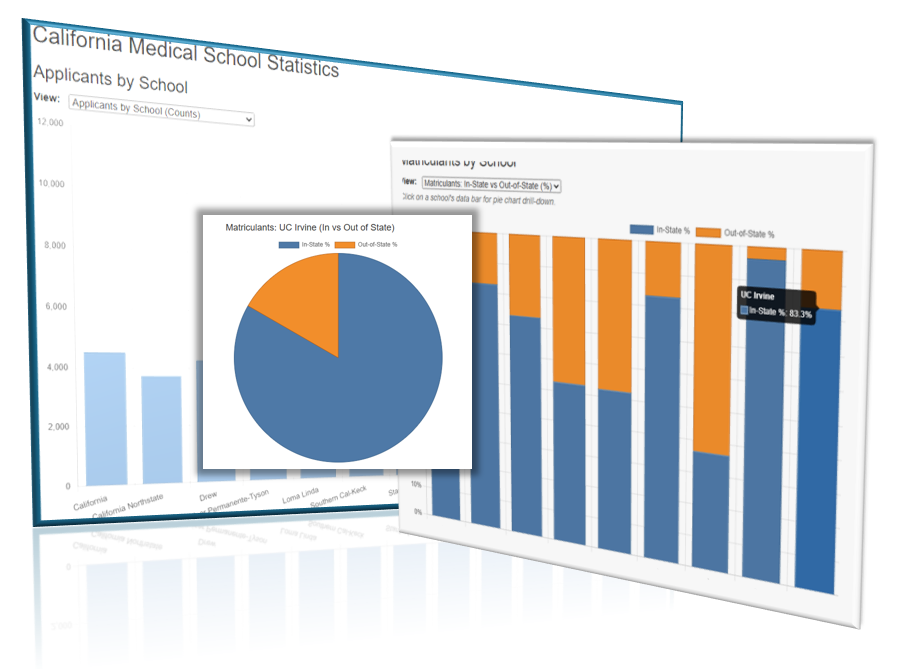 California Medical School Statistics
Applicants by School
View: Applicants by School (Counts)
12,000
10,000
8,000
6,000
4,000
2,000
0
California
California Northstate
Drew
Permanente-Tyson
Loma Linda
Southern Cal-Keck
Matriculants: UC Irvine (In vs Out of State)
In-State % Out-of-State %
Matriculants by School
View: Matriculants: In-State vs Out-of-State (%)
Click on a school's data bar for pie chart drill-down.
In-State % Out-of-State %
UC Irvine
In-State %: 83.3%
10%
0%